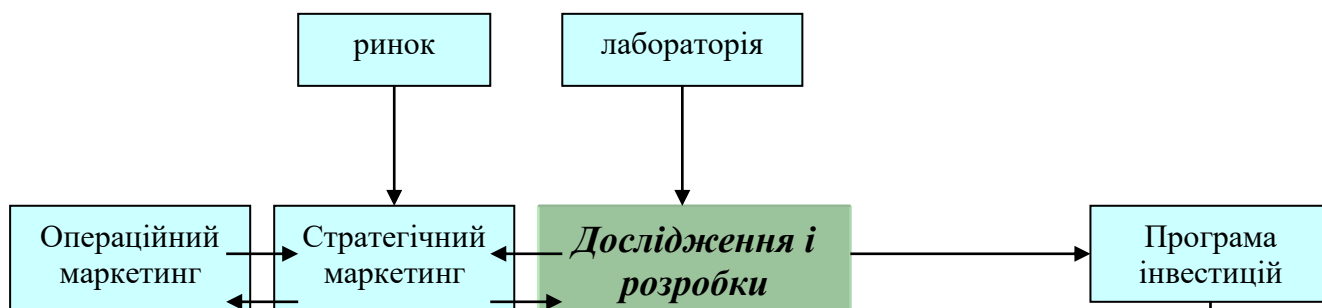 ринок
лабораторія
Операційний
маркетинг
Стратегічний
маркетинг
Дослідження і
розробки
Програма
інвестицій